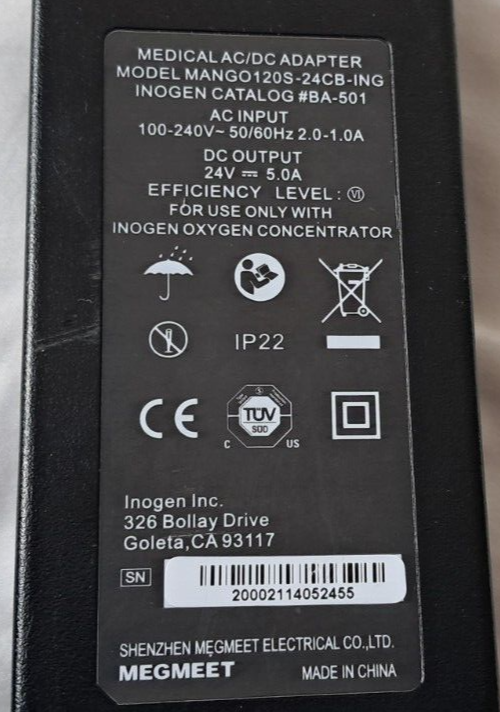 MEDICAL AC/DC ADAPTER
MODEL MANGO120S-24CB-ING
INOGEN CATALOG #BA-501
AC INPUT
100-240V~ 50/60Hz 2.0-1.0A
DC OUTPUT
24V ⎓ 5.0A
EFFICIENCY LEVEL : Ⅵ
FOR USE ONLY WITH
INOGEN OXYGEN CONCENTRATOR
IP22
CE
TÜV
SÜD
C US
Inogen Inc.
326 Bollay Drive
Goleta,CA 93117
SN
20002114052455
SHENZHEN MEGMEET ELECTRICAL CO.,LTD.
MEGMEET MADE IN CHINA